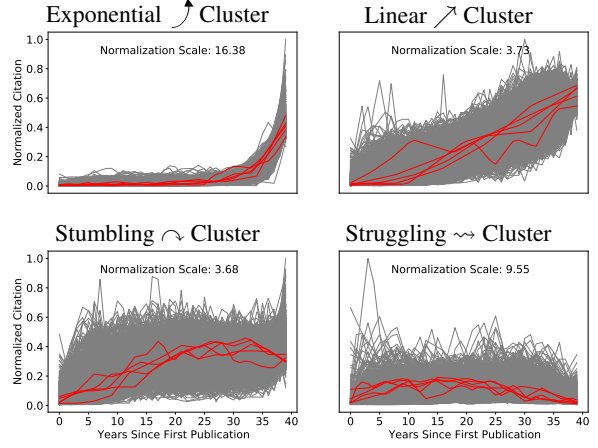 Exponential Cluster
Linear ↗ Cluster
Normalization Scale: 16.38
Normalization Scale: 3.73
Normalized Citation
1.0
0.8
0.6
0.4
0.2
0.0
Stumbling ↷ Cluster
Struggling ⇝ Cluster
Normalization Scale: 3.68
Normalization Scale: 9.55
Normalized Citation
1.0
0.8
0.6
0.4
0.2
0.0
0 5 10 15 20 25 30 35 40
0 5 10 15 20 25 30 35 40
Years Since First Publication
Years Since First Publication